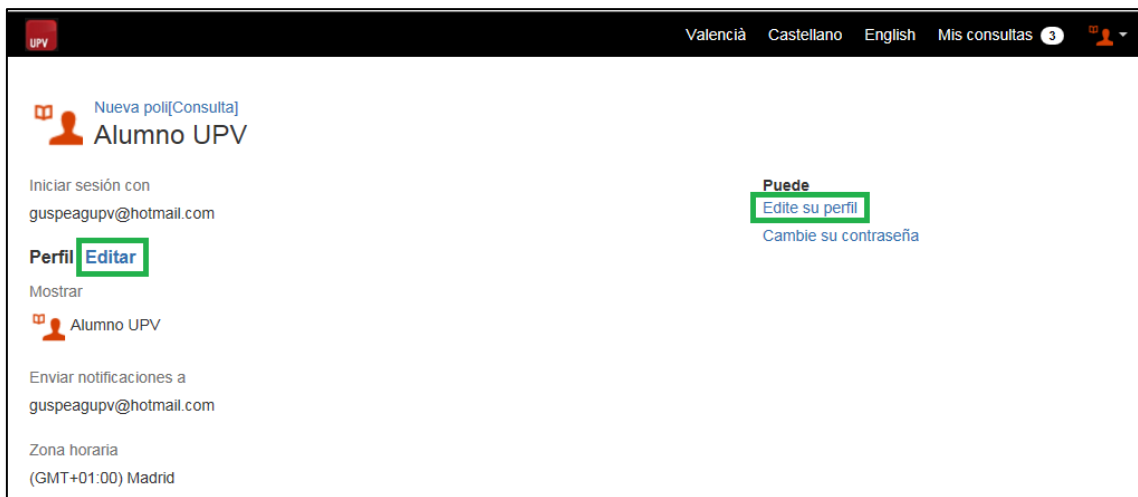 UPV
Valencià Castellano English Mis consultas 3
Nueva poli[Consulta]
Alumno UPV
Iniciar sesión con
guspeagupv@hotmail.com
Perfil Editar
Mostrar
Alumno UPV
Enviar notificaciones a
guspeagupv@hotmail.com
Zona horaria
(GMT+01:00) Madrid
Puede
Edite su perfil
Cambie su contraseña